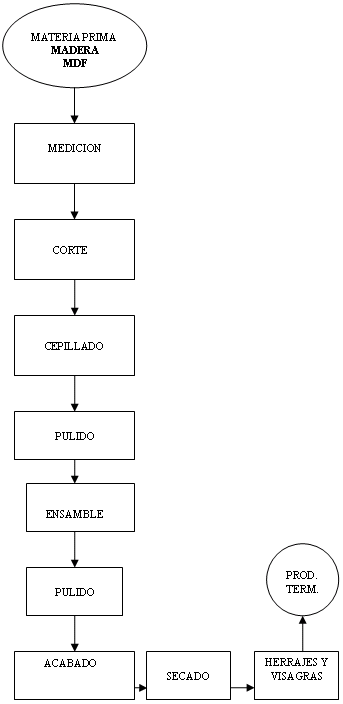 MATERIA PRIMA
MADERA
MDF
MEDICION
CORTE
CEPILLADO
PULIDO
ENSAMBLE
PULIDO
ACABADO
SECADO
HERRAJES Y
VISAGRAS
PROD.
TERM.